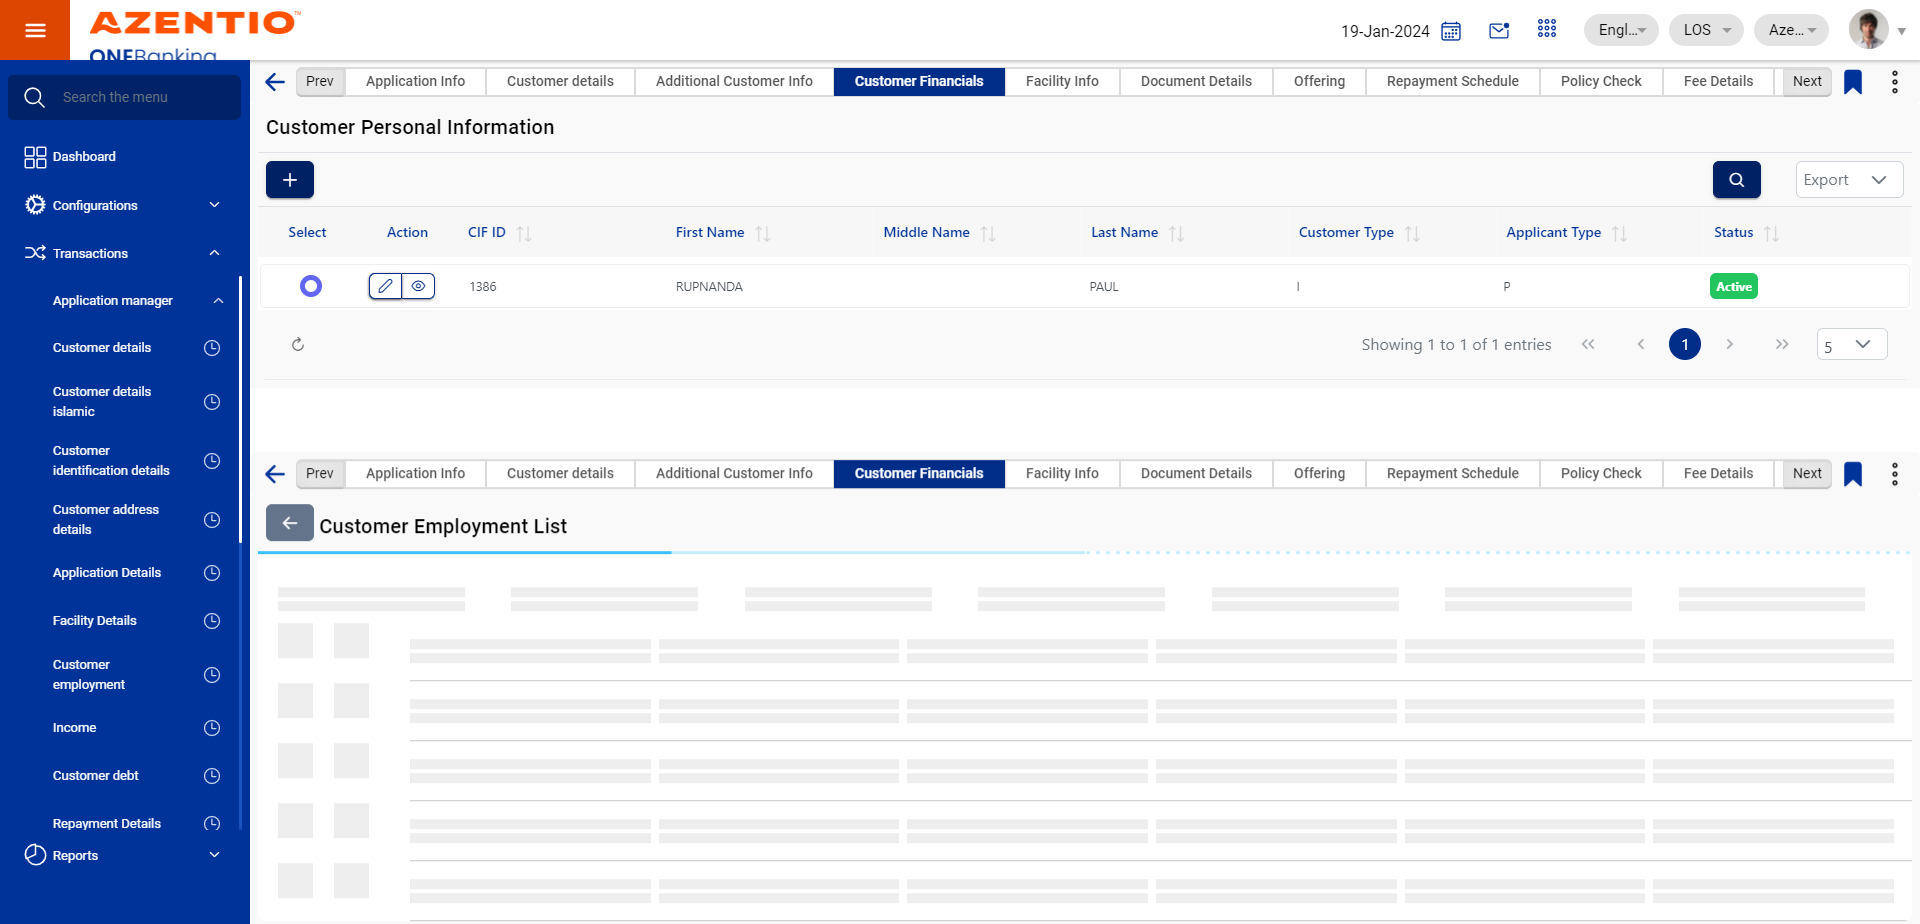 AZENTIO™
ONEBanking
19-Jan-2024
Engl...
LOS
Aze...
Search the menu
Dashboard
Configurations
Transactions
Application manager
Customer details
Customer details
islamic
Customer
identification details
Customer address
details
Application Details
Facility Details
Customer
employment
Income
Customer debt
Repayment Details
Reports
Prev
Application Info
Customer details
Additional Customer Info
Customer Financials
Facility Info
Document Details
Offering
Repayment Schedule
Policy Check
Fee Details
Next
Customer Personal Information
Export
Select
Action
CIF ID
First Name
Middle Name
Last Name
Customer Type
Applicant Type
Status
1386
RUPNANDA
PAUL
I
P
Active
Showing 1 to 1 of 1 entries
1
5
Prev
Application Info
Customer details
Additional Customer Info
Customer Financials
Facility Info
Document Details
Offering
Repayment Schedule
Policy Check
Fee Details
Next
Customer Employment List